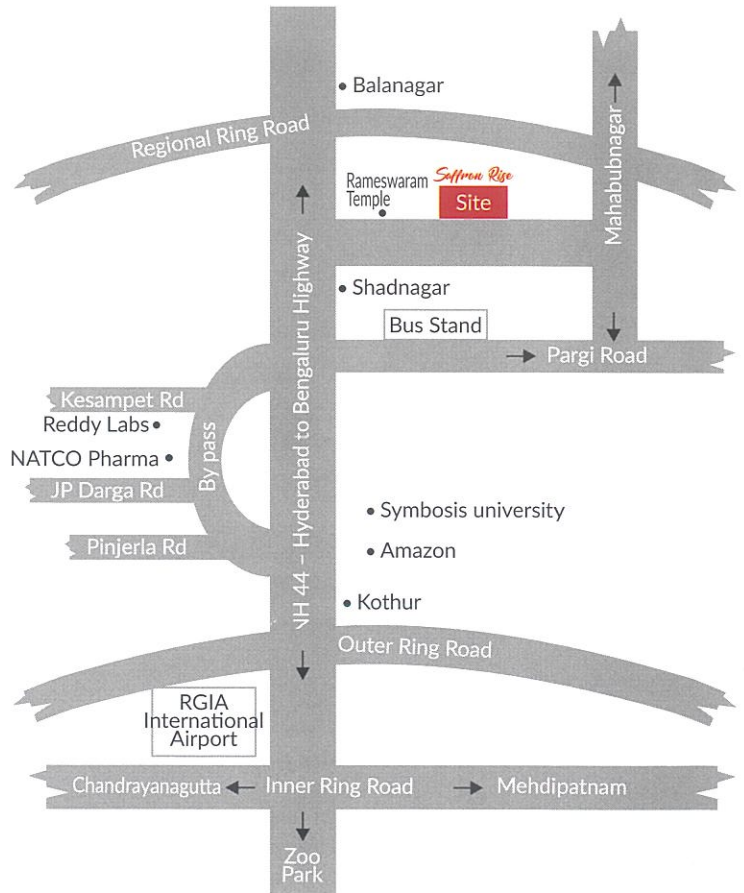 Balanagar
Regional Ring Road
Mahabubnagar
Saffron Rise
Rameswaram
Temple
Site
Shadnagar
Bus Stand
Pargi Road
NH 44 – Hyderabad to Bengaluru Highway
Kesampet Rd
Reddy Labs
By pass
NATCO Pharma
JP Darga Rd
Symbosis university
Pinjerla Rd
Amazon
Kothur
Outer Ring Road
RGIA
International
Airport
Chandrayanagutta
Inner Ring Road
Mehdipatnam
Zoo
Park